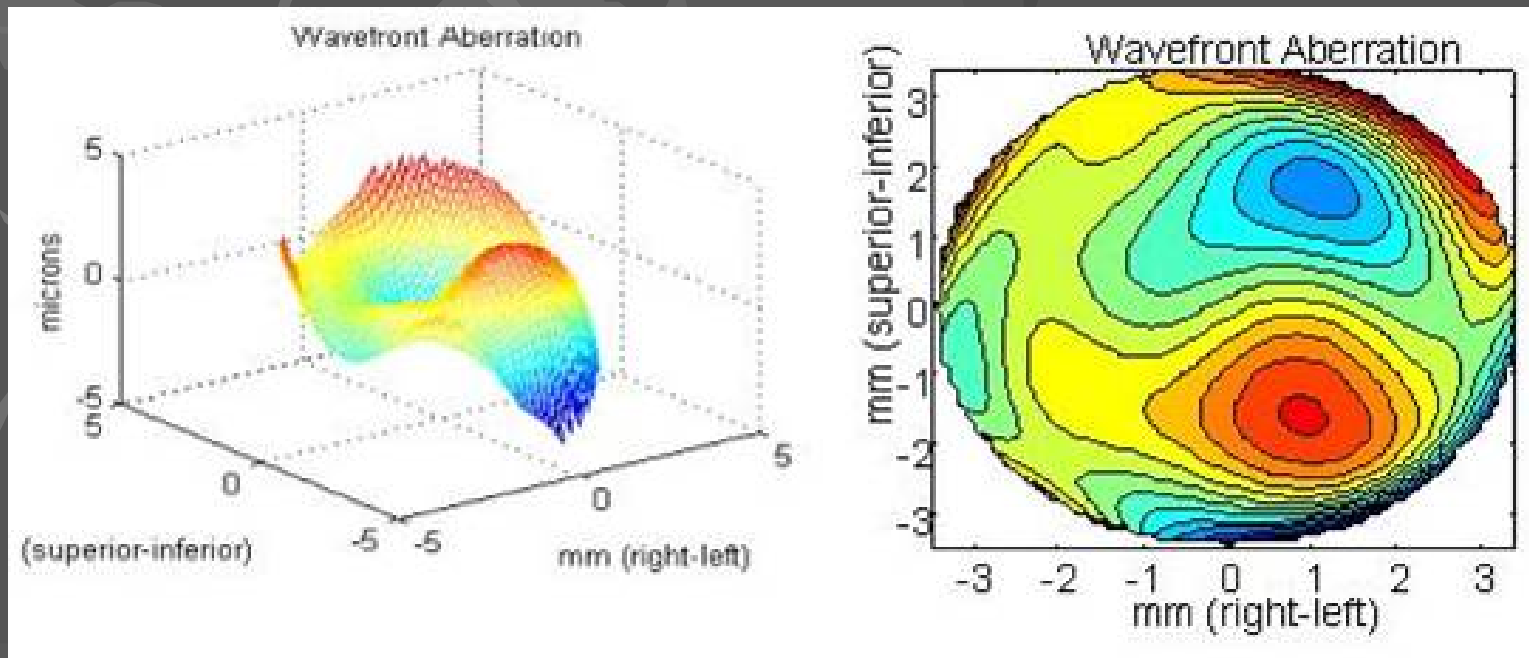 Wavefront Aberration
5
0
-5
microns
5
0
-5
(superior-inferior)
-5
0
5
mm (right-left)
Wavefront Aberration
3
2
1
0
-1
-2
-3
mm (superior-inferior)
-3 -2 -1 0 1 2 3
mm (right-left)